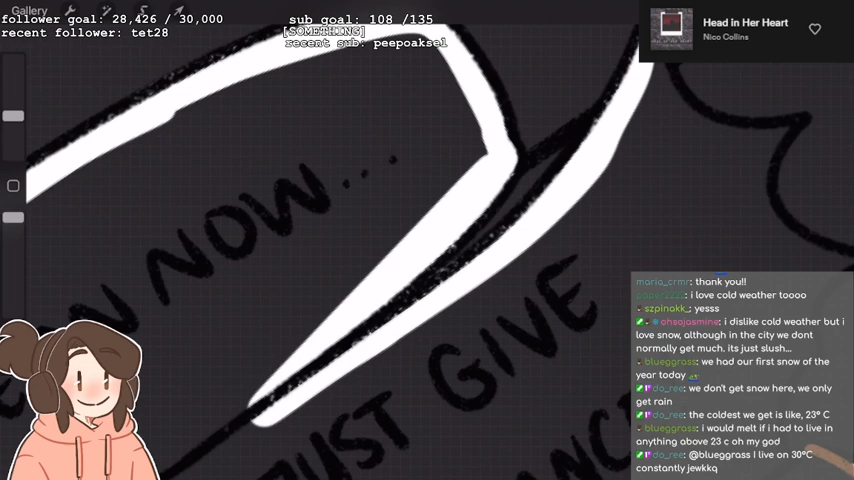 Gallery
follower goal: 28,426 / 30,000
recent follower: tet28
sub goal: 108 /135
[SOMETHING]
recent sub: peepoaksel
Head in Her Heart
Nico Collins
N NOW...
UST GIVE
maria_crmr: thank you!!
i love cold weather toooo
szpinakk_: yesss
ohsojasmine: i dislike cold weather but i
love snow, although in the city we dont
normally get much. its just slush...
blueggrass: we had our first snow of the
year today
do_ree: we don't get snow here, we only
get rain
do_ree: the coldest we get is like, 23° C
blueggrass: i would melt if i had to live in
anything above 23 c oh my god
do_ree: @blueggrass I live on 30°C
constantly jewkkq